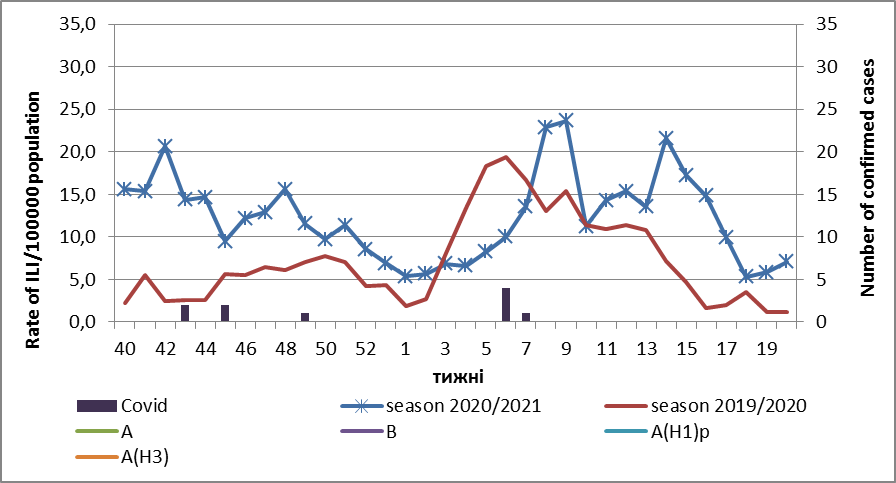 35,0
30,0
25,0
20,0
15,0
10,0
5,0
0,0
Rate of ILI/100000 population
35
30
25
20
15
10
5
0
Number of confirmed cases
40 42 44 46 48 50 52 1 3 5 7 9 11 13 15 17 19
тижні
Covid season 2020/2021 season 2019/2020
A B A(H1)p
A(H3)